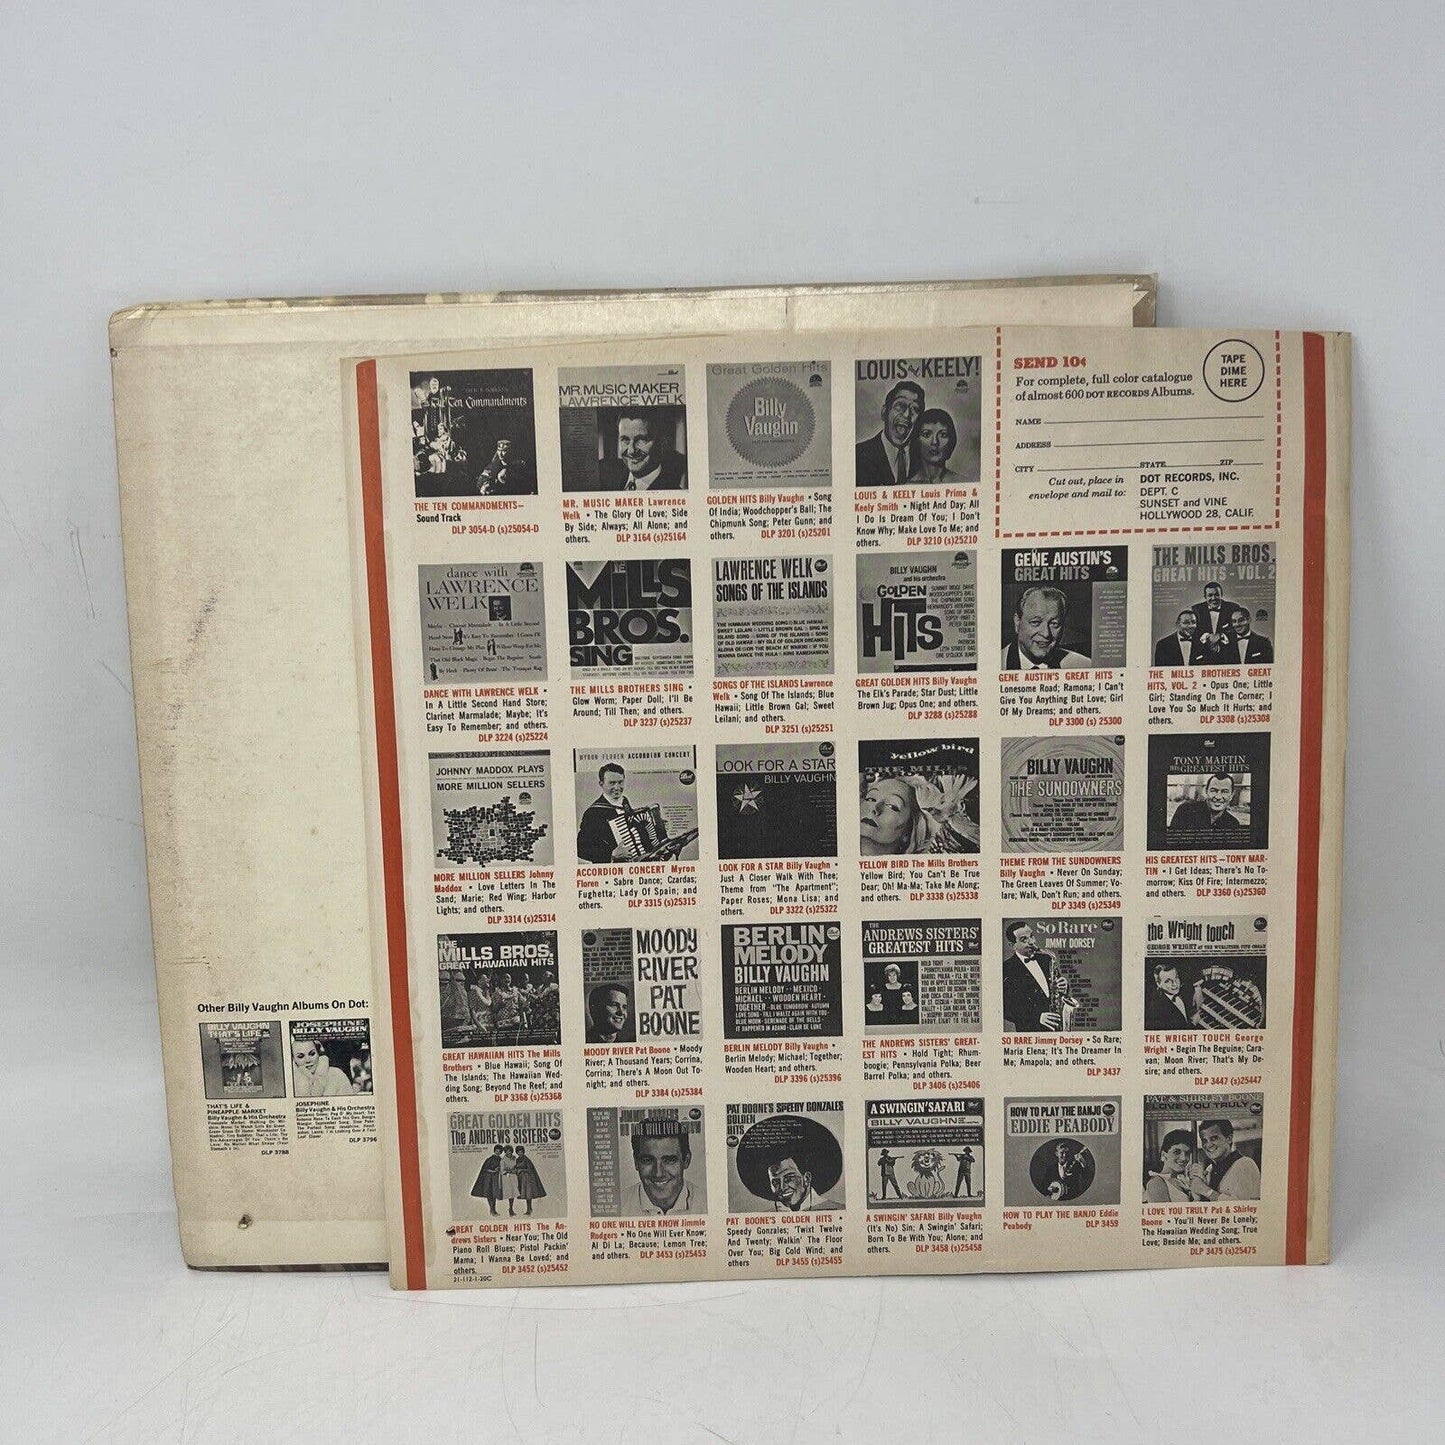 THE TEN COMMANDMENTS—
Sound Track
DLP 3054-D (s)25054-D
MR. MUSIC MAKER
LAWRENCE WELK
MR. MUSIC MAKER Lawrence
Welk • The Glory Of Love; Side
By Side; Always; All Alone; and
others. DLP 3164 (s)25164
Great Golden Hits
Billy
Vaughn
GOLDEN HITS Billy Vaughn • Song
Of India; Woodchopper's Ball; The
Chipmunk Song; Peter Gunn; and
others. DLP 3201 (s)25201
LOUIS & KEELY!
LOUIS & KEELY Louis Prima &
Keely Smith • Night And Day; All
I Do Is Dream Of You; I Don't
Know Why; Make Love To Me; and
others. DLP 3210 (s)25210
SEND 10¢
For complete, full color catalogue
of almost 600 DOT RECORDS Albums.
TAPE
DIME
HERE
NAME
ADDRESS
CITY STATE ZIP
Cut out, place in
envelope and mail to:
DOT RECORDS, INC.
DEPT. C
SUNSET and VINE
HOLLYWOOD 28, CALIF.
dance with
LAWRENCE
WELK
DANCE WITH LAWRENCE WELK •
In A Little Second Hand Store;
Clarinet Marmalade; Maybe; It's
Easy To Remember; and others.
DLP 3224 (s)25224
THE
MILLS
BROS.
SING
THE MILLS BROTHERS SING •
Glow Worm; Paper Doll; I'll Be
Around; Till Then; and others.
DLP 3237 (s)25237
LAWRENCE WELK
SONGS OF THE ISLANDS
SONGS OF THE ISLANDS Lawrence
Welk • Song Of The Islands; Blue
Hawaii; Little Brown Gal; Sweet
Leilani; and others.
DLP 3251 (s)25251
BILLY VAUGHN
and his orchestra
GOLDEN
HITS
GREAT GOLDEN HITS Billy Vaughn
The Elk's Parade; Star Dust; Little
Brown Jug; Opus One; and others.
DLP 3288 (s)25288
GENE AUSTIN'S
GREAT HITS
GENE AUSTIN'S GREAT HITS •
Lonesome Road; Ramona; I Can't
Give You Anything But Love; Girl
Of My Dreams; and others.
DLP 3300 (s) 25300
THE MILLS BROS.
GREAT HITS - VOL. 2
THE MILLS BROTHERS GREAT
HITS, VOL. 2 • Opus One; Little
Girl; Standing On The Corner; I
Love You So Much It Hurts; and
others. DLP 3308 (s)25308
STEREOPHONIC
JOHNNY MADDOX PLAYS
MORE MILLION SELLERS
MORE MILLION SELLERS Johnny
Maddox • Love Letters In The
Sand; Marie; Red Wing; Harbor
Lights; and others.
DLP 3314 (s)25314
MYRON FLOREN ACCORDION CONCERT
ACCORDION CONCERT Myron
Floren • Sabre Dance; Czardas;
Fughetta; Lady Of Spain; and
others. DLP 3315 (s)25315
LOOK FOR A STAR
BILLY VAUGHN
LOOK FOR A STAR Billy Vaughn •
Just A Closer Walk With Thee;
Theme from "The Apartment";
Paper Roses; Mona Lisa; and
others. DLP 3322 (s)25322
yellow bird
THE MILLS
YELLOW BIRD The Mills Brothers
Yellow Bird; You Can't Be True
Dear; Oh! Ma-Ma; Take Me Along;
and others. DLP 3338 (s)25338
BILLY VAUGHN
THE SUNDOWNERS
THEME FROM THE SUNDOWNERS
Billy Vaughn • Never On Sunday;
The Green Leaves Of Summer; Vo-
lare; Walk, Don't Run; and others.
DLP 3349 (s)25349
TONY MARTIN
HIS GREATEST HITS
HIS GREATEST HITS—TONY MAR-
TIN • I Get Ideas; There's No To-
morrow; Kiss Of Fire; Intermezzo;
and others. DLP 3360 (s)25360
THE
MILLS BROS.
GREAT HAWAIIAN HITS
GREAT HAWAIIAN HITS The Mills
Brothers • Blue Hawaii; Song Of
The Islands; The Hawaiian Wed-
ding Song; Beyond The Reef; and
others. DLP 3368 (s)25368
MOODY
RIVER
PAT
BOONE
MOODY RIVER Pat Boone • Moody
River; A Thousand Years; Corrina,
Corrina; There's A Moon Out To-
night; and others.
DLP 3384 (s)25384
BERLIN
MELODY
BILLY VAUGHN
BERLIN MELODY Billy Vaughn •
Berlin Melody; Michael; Together;
Wooden Heart; and others.
DLP 3396 (s)25396
THE
ANDREWS SISTERS'
GREATEST HITS
THE ANDREWS SISTERS' GREAT-
EST HITS • Hold Tight; Rhum-
boogie; Pennsylvania Polka; Beer
Barrel Polka; and others.
DLP 3406 (s)25406
So Rare
JIMMY DORSEY
SO RARE Jimmy Dorsey • So Rare;
Maria Elena; It's The Dreamer In
Me; Amapola; and others.
DLP 3437
the Wright touch
GEORGE WRIGHT
THE WRIGHT TOUCH George
Wright • Begin The Beguine; Cara-
van; Moon River; That's My De-
sire; and others.
DLP 3447 (s)25447
GREAT GOLDEN HITS
The ANDREWS SISTERS
GREAT GOLDEN HITS The An-
drews Sisters • Near You; The Old
Piano Roll Blues; Pistol Packin'
Mama; I Wanna Be Loved; and
others. DLP 3452 (s)25452
21-112-1-20C
JIMMIE RODGERS
NO ONE WILL EVER KNOW
NO ONE WILL EVER KNOW Jimmie
Rodgers • No One Will Ever Know;
Al Di La; Because; Lemon Tree;
and others. DLP 3453 (s)25453
PAT BOONE'S SPEEDY GONZALES
PAT BOONE'S GOLDEN HITS •
Speedy Gonzales; 'Twixt Twelve
And Twenty; Walkin' The Floor
Over You; Big Cold Wind; and
others DLP 3455 (s)25455
A SWINGIN' SAFARI
BILLY VAUGHN
A SWINGIN' SAFARI Billy Vaughn
(It's No) Sin; A Swingin' Safari;
Born To Be With You; Alone; and
others. DLP 3458 (s)25458
HOW TO PLAY THE BANJO
EDDIE PEABODY
HOW TO PLAY THE BANJO Eddie
Peabody DLP 3459
PAT & SHIRLEY BOONE
I LOVE YOU TRULY
I LOVE YOU TRULY Pat & Shirley
Boone • You'll Never Be Lonely;
The Hawaiian Wedding Song; True
Love; Beside Me; and others.
DLP 3475 (s)25475
Other Billy Vaughn Albums On Dot:
BILLY VAUGHN
THAT'S LIFE
JOSEPHINE
BILLY VAUGHN
THAT'S LIFE &
PINEAPPLE MARKET
Billy Vaughn & His Orchestra
DLP 3788
JOSEPHINE
Billy Vaughn & His Orchestra
DLP 3796